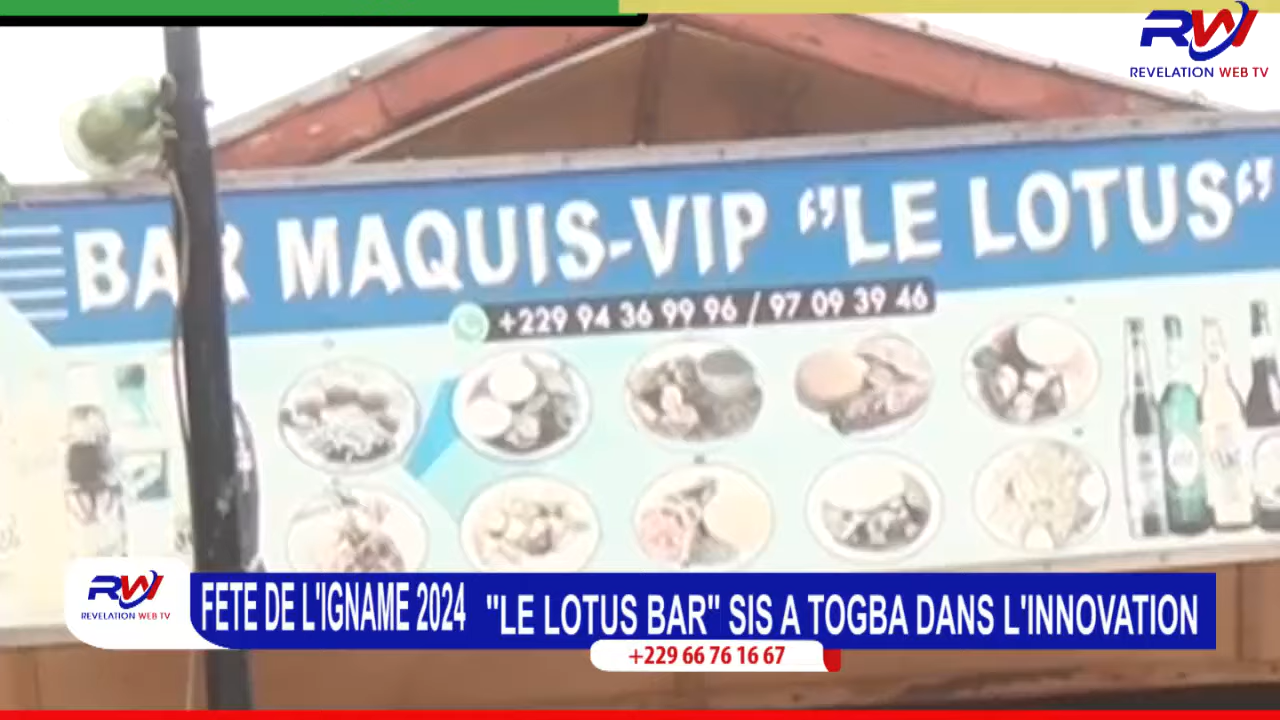 RW
REVELATION WEB TV
BAR MAQUIS-VIP “LE LOTUS“
+229 94 36 99 96 / 97 09 39 46
RW
REVELATION WEB TV
FETE DE L'IGNAME 2024 "LE LOTUS BAR" SIS A TOGBA DANS L'INNOVATION
+229 66 76 16 67